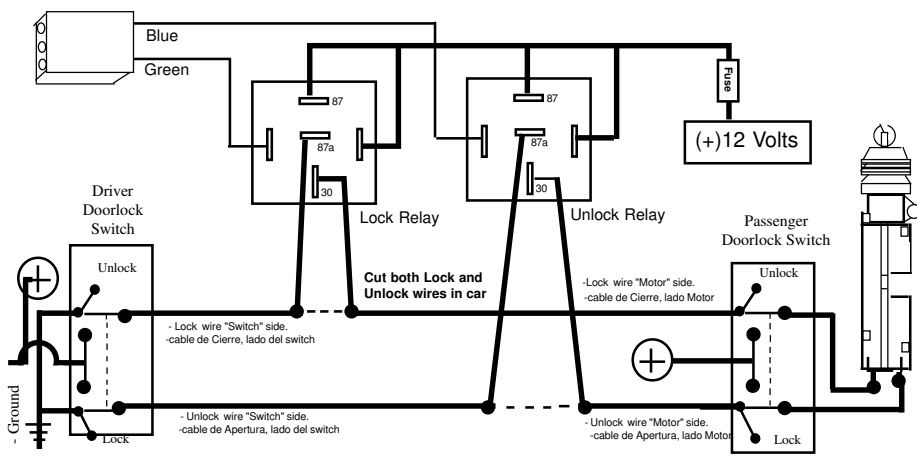 Blue
Green
87
87a
30
Lock Relay
87
87a
30
Unlock Relay
Fuse
(+)12 Volts
Driver
Doorlock
Switch
Unlock
Lock
- Ground
Cut both Lock and
Unlock wires in car
- Lock wire "Switch" side.
-cable de Cierre, lado del switch
- Unlock wire "Switch" side.
-cable de Apertura, lado del switch
-Lock wire "Motor" side.
-cable de Cierre, lado Motor
- Unlock wire "Motor" side.
-cable de Apertura, lado Motor
Passenger
Doorlock Switch
Unlock
Lock